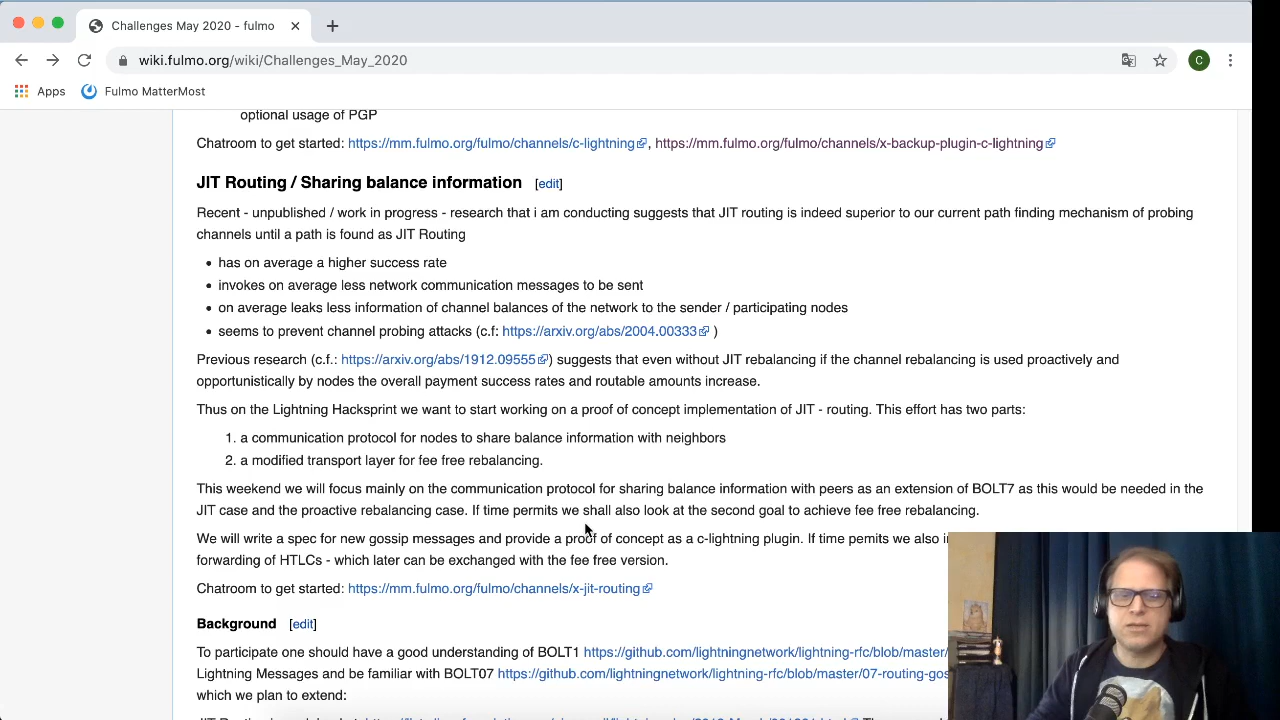 Challenges May 2020 - fulmo
wiki.fulmo.org/wiki/Challenges_May_2020
C
Apps Fulmo MatterMost
optional usage of PGP
Chatroom to get started: https://mm.fulmo.org/fulmo/channels/c-lightning, https://mm.fulmo.org/fulmo/channels/x-backup-plugin-c-lightning
JIT Routing / Sharing balance information [edit]
Recent - unpublished / work in progress - research that i am conducting suggests that JIT routing is indeed superior to our current path finding mechanism of probing
channels until a path is found as JIT Routing
• has on average a higher success rate
• invokes on average less network communication messages to be sent
• on average leaks less information of channel balances of the network to the sender / participating nodes
• seems to prevent channel probing attacks (c.f: https://arxiv.org/abs/2004.00333 )
Previous research (c.f.: https://arxiv.org/abs/1912.09555) suggests that even without JIT rebalancing if the channel rebalancing is used proactively and
opportunistically by nodes the overall payment success rates and routable amounts increase.
Thus on the Lightning Hacksprint we want to start working on a proof of concept implementation of JIT - routing. This effort has two parts:
1. a communication protocol for nodes to share balance information with neighbors
2. a modified transport layer for fee free rebalancing.
This weekend we will focus mainly on the communication protocol for sharing balance information with peers as an extension of BOLT7 as this would be needed in the
JIT case and the proactive rebalancing case. If time permits we shall also look at the second goal to achieve fee free rebalancing.
We will write a spec for new gossip messages and provide a proof of concept as a c-lightning plugin. If time pemits we also
forwarding of HTLCs - which later can be exchanged with the fee free version.
Chatroom to get started: https://mm.fulmo.org/fulmo/channels/x-jit-routing
Background [edit]
To participate one should have a good understanding of BOLT1 https://github.com/lightningnetwork/lightning-rfc/blob/master/
Lightning Messages and be familiar with BOLT07 https://github.com/lightningnetwork/lightning-rfc/blob/master/07-routing-gos
which we plan to extend: